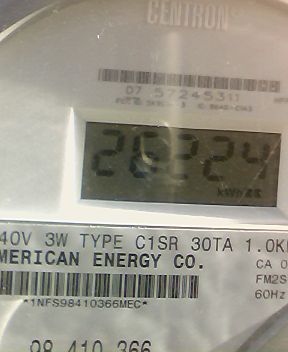 CENTRON
07 57245311
26224
kWh
40V 3W TYPE C1SR 30TA 1.0K
MERICAN ENERGY CO.
CA 0
FM2S
60Hz
*1NFS98410366MEC*
98 410 366